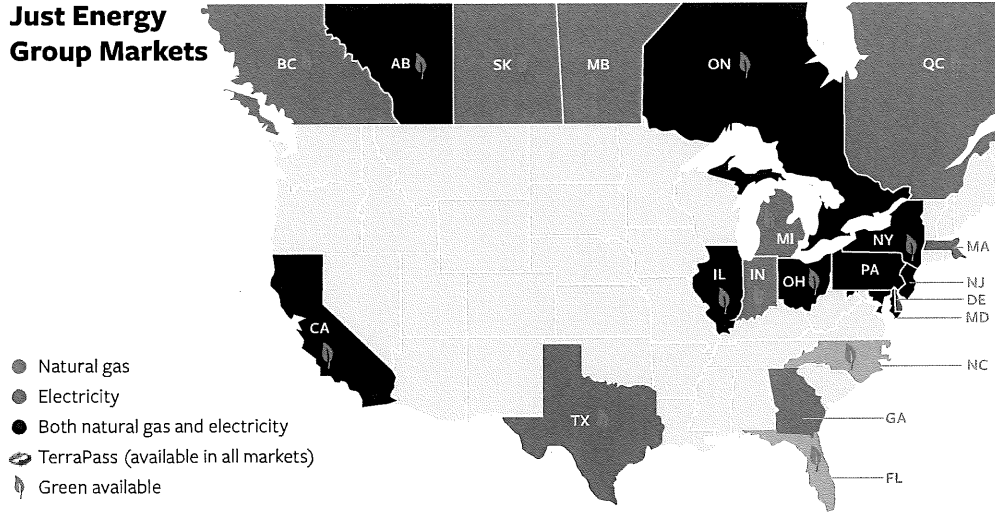 Just Energy
Group Markets
BC
AB
SK
MB
ON
QC
MI
NY
MA
IL
IN
OH
PA
NJ
DE
MD
CA
NC
TX
GA
FL
Natural gas
Electricity
Both natural gas and electricity
TerraPass (available in all markets)
Green available